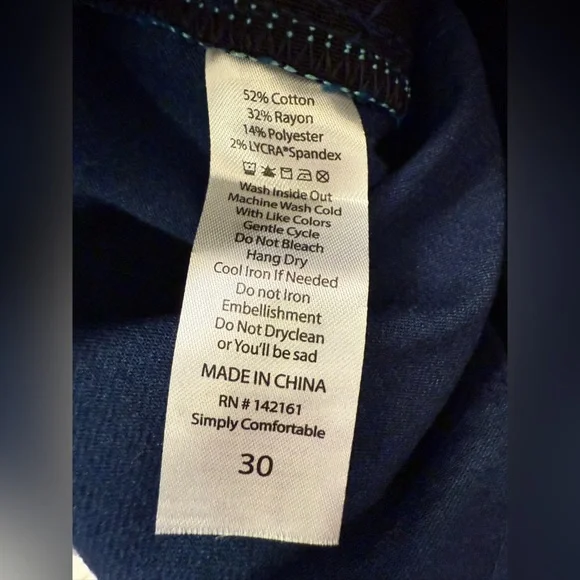 52% Cotton
32% Rayon
14% Polyester
2% LYCRA® Spandex
Wash Inside Out
Machine Wash Cold
With Like Colors
Gentle Cycle
Do Not Bleach
Hang Dry
Cool Iron If Needed
Do not Iron
Embellishment
Do Not Dryclean
or You'll be sad
MADE IN CHINA
RN # 142161
Simply Comfortable
30